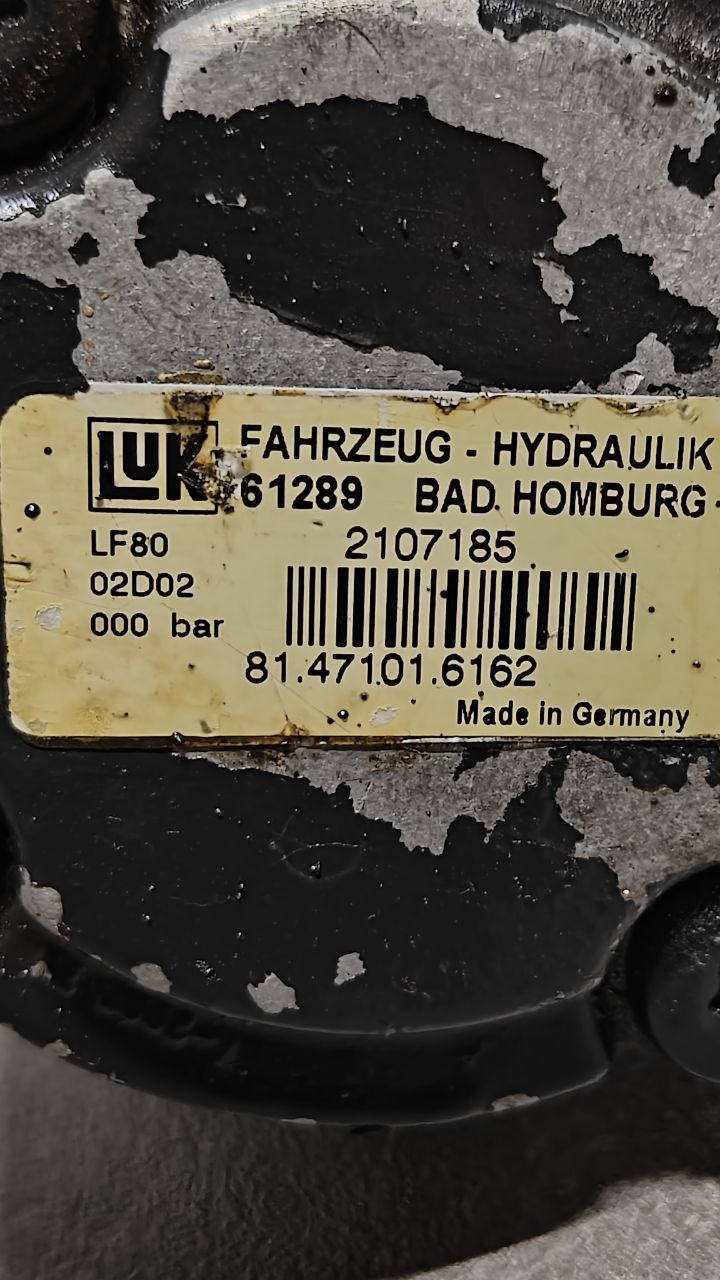 LUK FAHRZEUG - HYDRAULIK
61289 BAD HOMBURG -
LF80 2107185
02D02
000 bar
81.47101.6162
Made in Germany